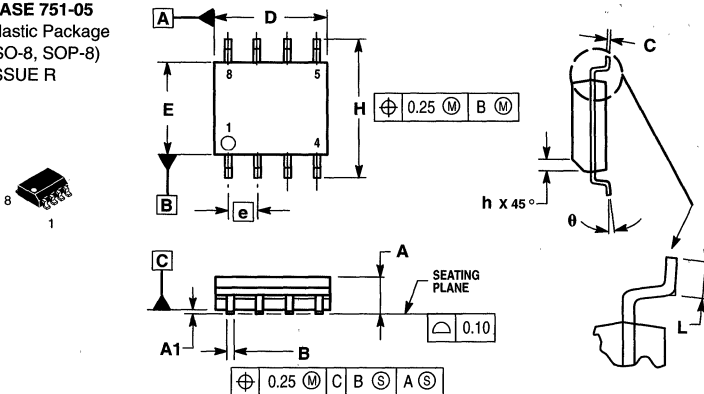 ASE 751-05
lastic Package
SO-8, SOP-8)
SSUE R
A
D
C
8
5
E
H
⌖ 0.25 Ⓜ B Ⓜ
1
4
8
1
B
e
h x 45°
θ
C
A
SEATING
PLANE
⌓ 0.10
L
A1
B
⌖ 0.25 Ⓜ C B Ⓢ A Ⓢ